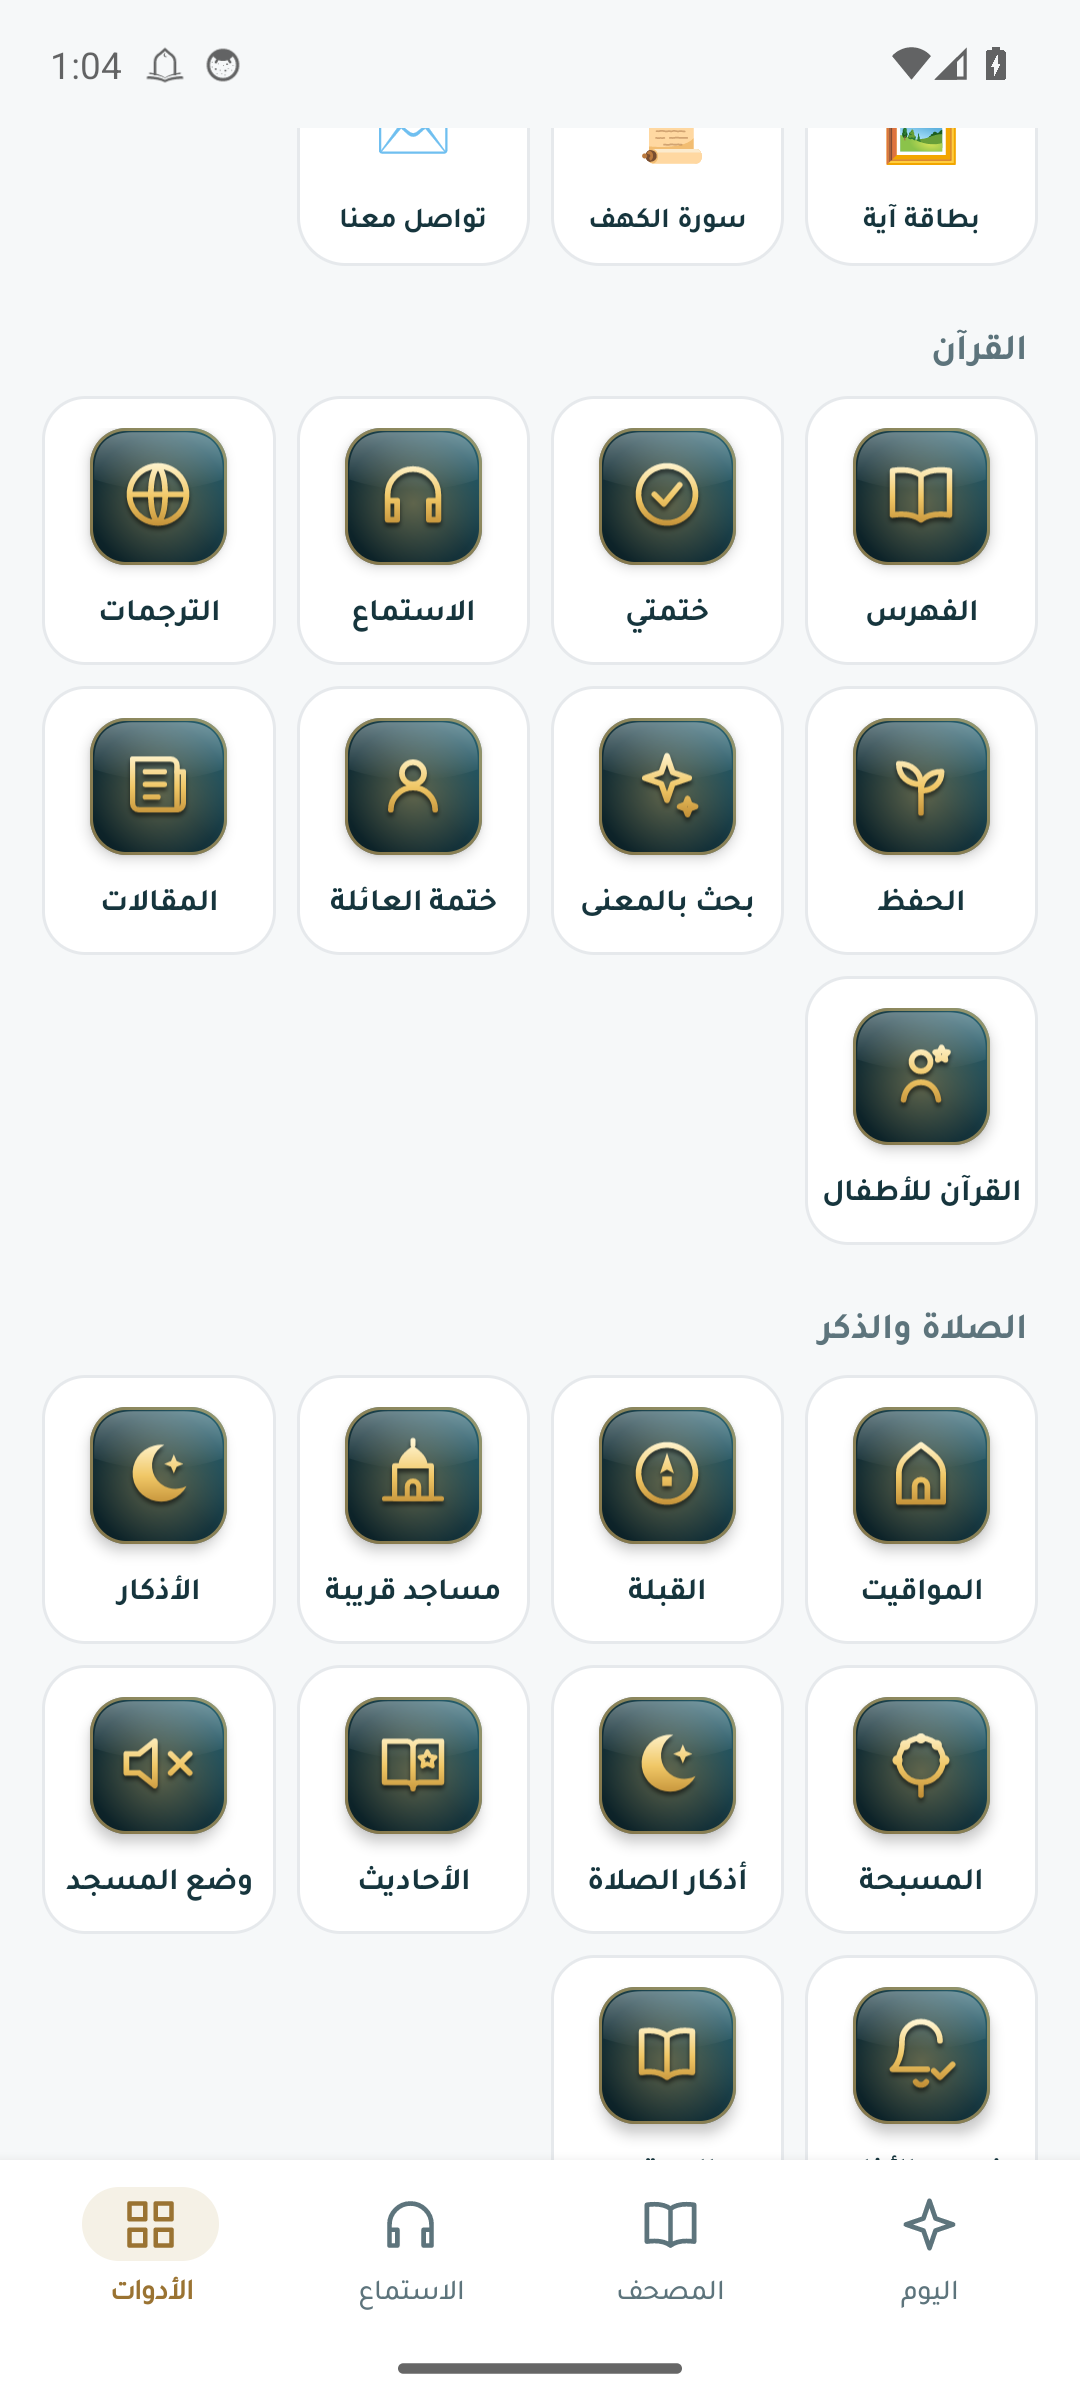 1:04
بطاقة آية
سورة الكهف
تواصل معنا
القرآن
الفهرس
ختمتي
الاستماع
الترجمات
الحفظ
بحث بالمعنى
ختمة العائلة
المقالات
القرآن للأطفال
الصلاة والذكر
المواقيت
القبلة
مساجد قريبة
الأذكار
المسبحة
أذكار الصلاة
الأحاديث
وضع المسجد
اليوم
المصحف
الاستماع
الأدوات